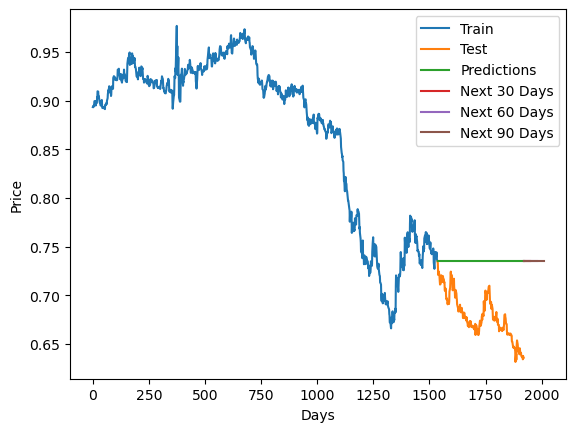 Train
Test
Predictions
Next 30 Days
Next 60 Days
Next 90 Days
0.95
0.90
0.85
0.80
0.75
0.70
0.65
Price
0 250 500 750 1000 1250 1500 1750 2000
Days